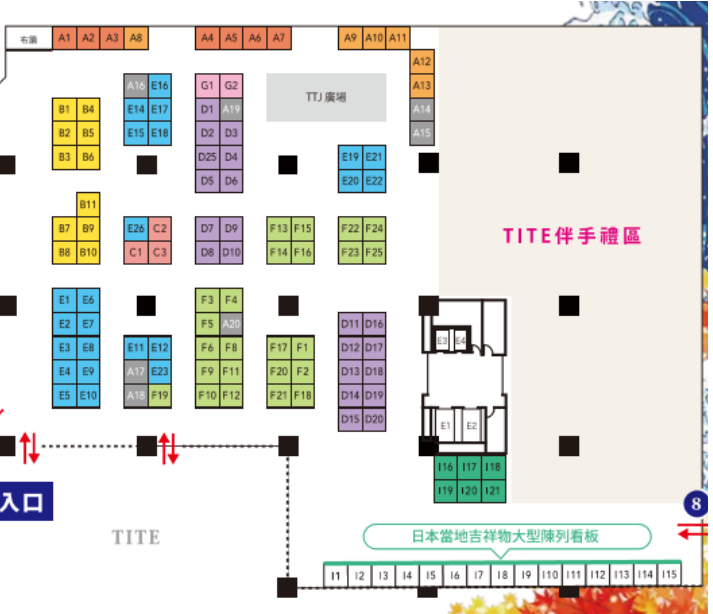 右讚 A1 A2 A3 A8 A4 A5 A6 A7 A9 A10 A11
A12
A16 E16 G1 G2 TTJ 廣場 A13
B1 B4 E14 E17 D1 A19 A14
B2 B5 E15 E18 D2 D3 A15
B3 B6 D25 D4 E19 E21
D5 D6 E20 E22
B11
B7 B9 E26 C2 D7 D9 F13 F15 F22 F24 TITE伴手禮區
B8 B10 C1 C3 D8 D10 F14 F16 F23 F25
E1 E6 F3 F4
E2 E7 F5 A20 D11 D16
E3 E8 E11 E12 F6 F8 F17 F1 D12 D17 E3 E4
E4 E9 A17 E23 F9 F11 F20 F2 D13 D18
E5 E10 A18 F19 F10 F12 F21 F18 D14 D19
D15 D20 E1 E2
I16 I17 I18
I19 I20 I21
入口 8
TITE 日本當地吉祥物大型陳列看板
I1 I2 I3 I4 I5 I6 I7 I8 I9 I10 I11 I12 I13 I14 I15